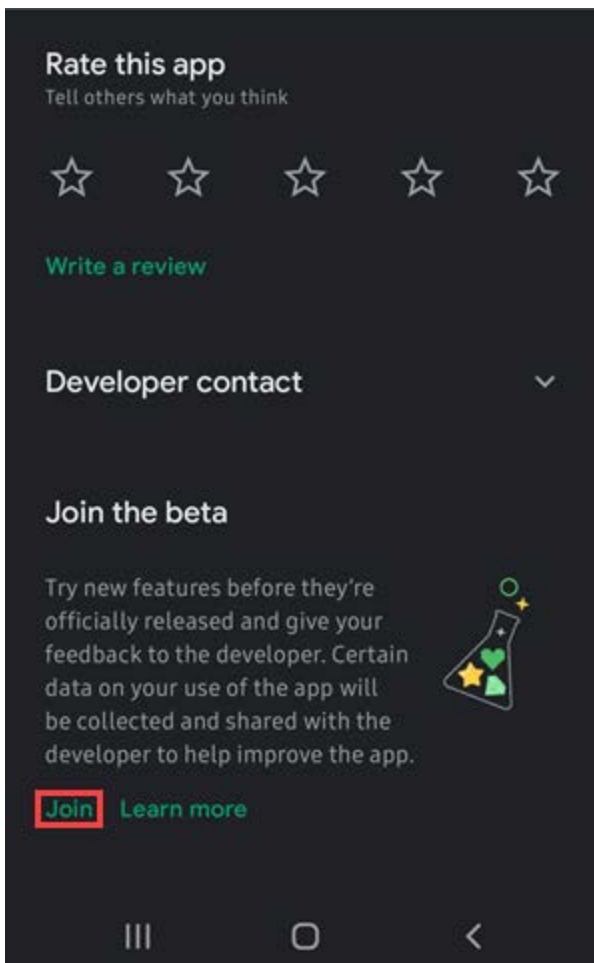 Rate this app
Tell others what you think
Write a review
Developer contact
Join the beta
Try new features before they're
officially released and give your
feedback to the developer. Certain
data on your use of the app will
be collected and shared with the
developer to help improve the app.
Join Learn more